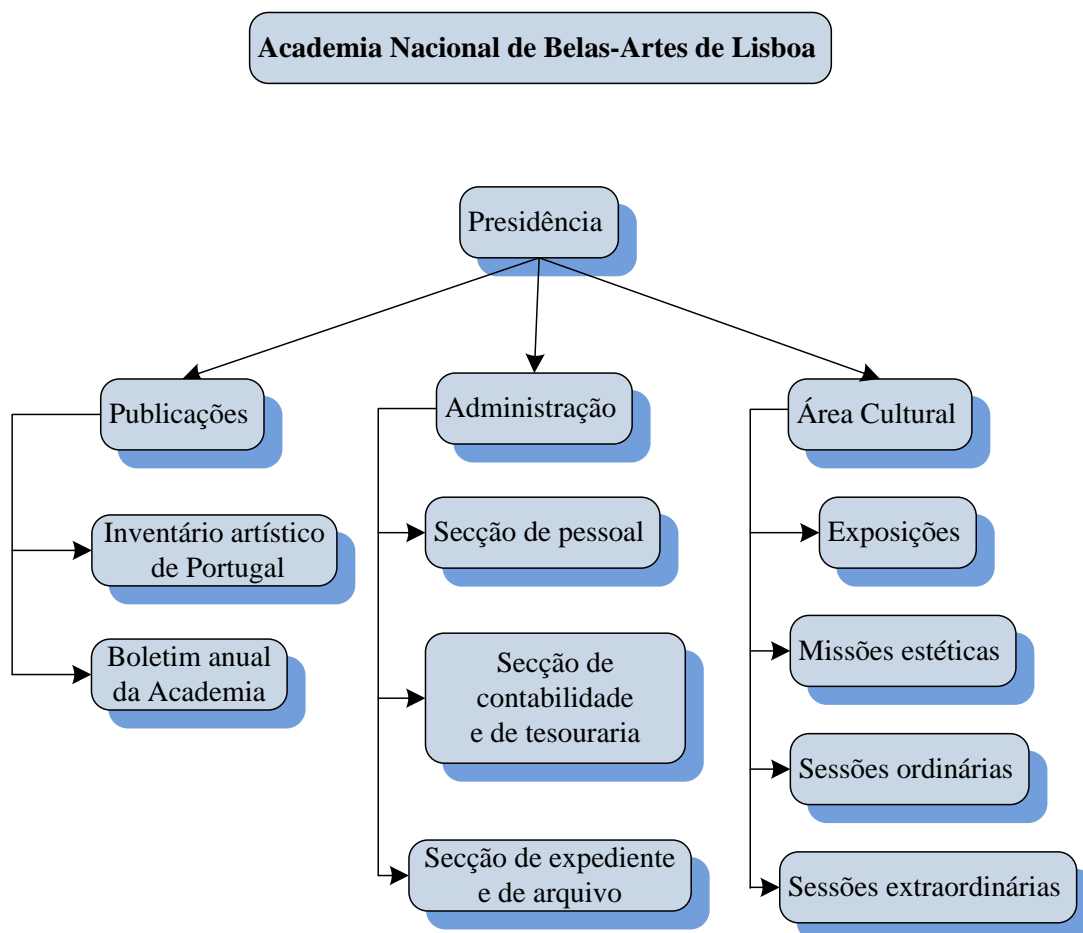 Academia Nacional de Belas-Artes de Lisboa
Presidência
Publicações
Inventário artístico
de Portugal
Boletim anual
da Academia
Administração
Secção de pessoal
Secção de
contabilidade
e de tesouraria
Secção de expediente
e de arquivo
Área Cultural
Exposições
Missões estéticas
Sessões ordinárias
Sessões extraordinárias